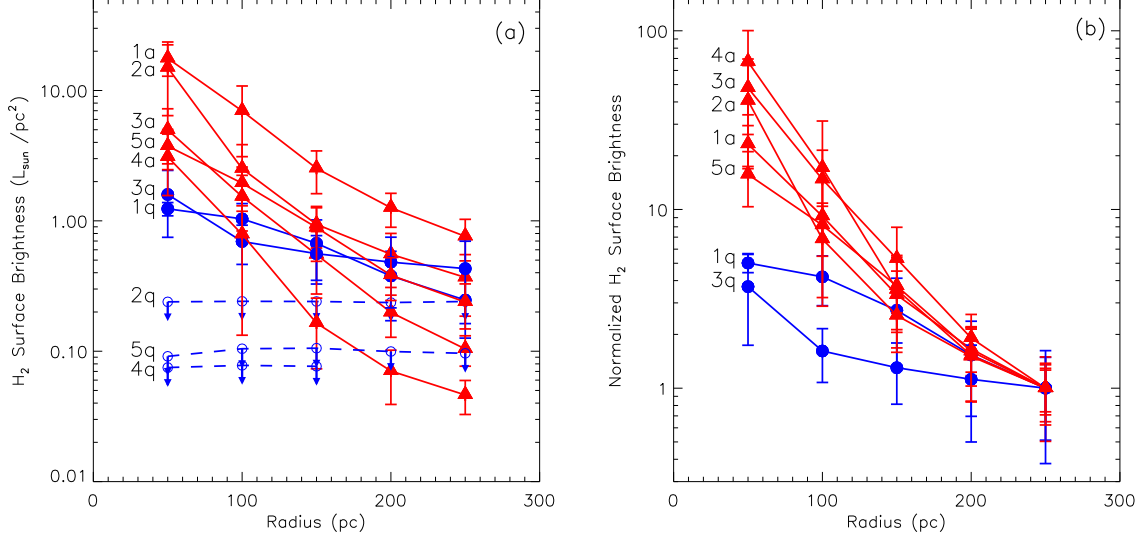 (a)
H2 Surface Brightness (Lsun /pc2)
10.00
1.00
0.10
0.01
1a
2a
3a
5a
4a
3q
1q
2q
5q
4q
0 100 200 300
Radius (pc)
(b)
Normalized H2 Surface Brightness
100
10
1
4a
3a
2a
1a
5a
1q
3q
0 100 200 300
Radius (pc)